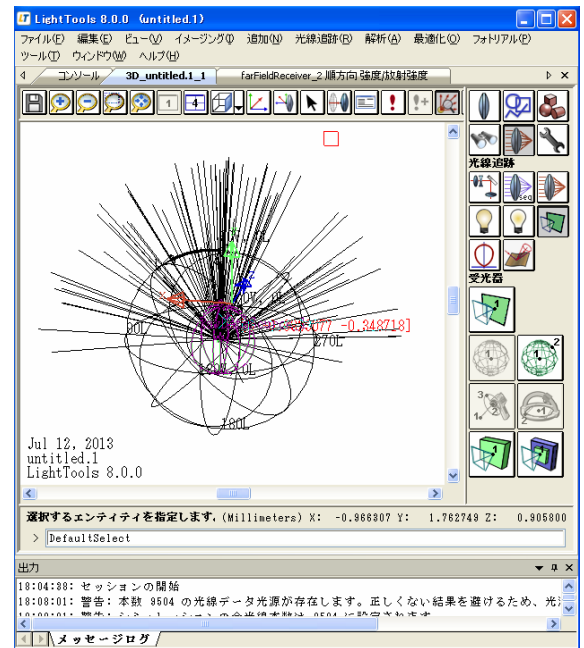 LightTools 8.0.0 (untitled.1)
ファイル(F) 編集(E) ビュー(V) イメージング(I) 追加(N) 光線追跡(R) 解析(A) 最適化(O) フォトリアル(P)
ツール(T) ウィンドウ(W) ヘルプ(H)
コンソール 3D_untitled.1_1 farFieldReceiver_2 順方向 強度/放射強度
光線追跡
seq
受光器
90L
270L
180L
-0.348718]
Jul 12, 2013
untitled.1
LightTools 8.0.0
選択するエンティティを指定します. (Millimeters) X: -0.966307 Y: 1.762749 Z: 0.905800
> DefaultSelect
出力
18:04:38: セッションの開始
18:08:01: 警告: 本数 9504 の光線データ光源が存在します。正しくない結果を避けるため、光
メッセージログ